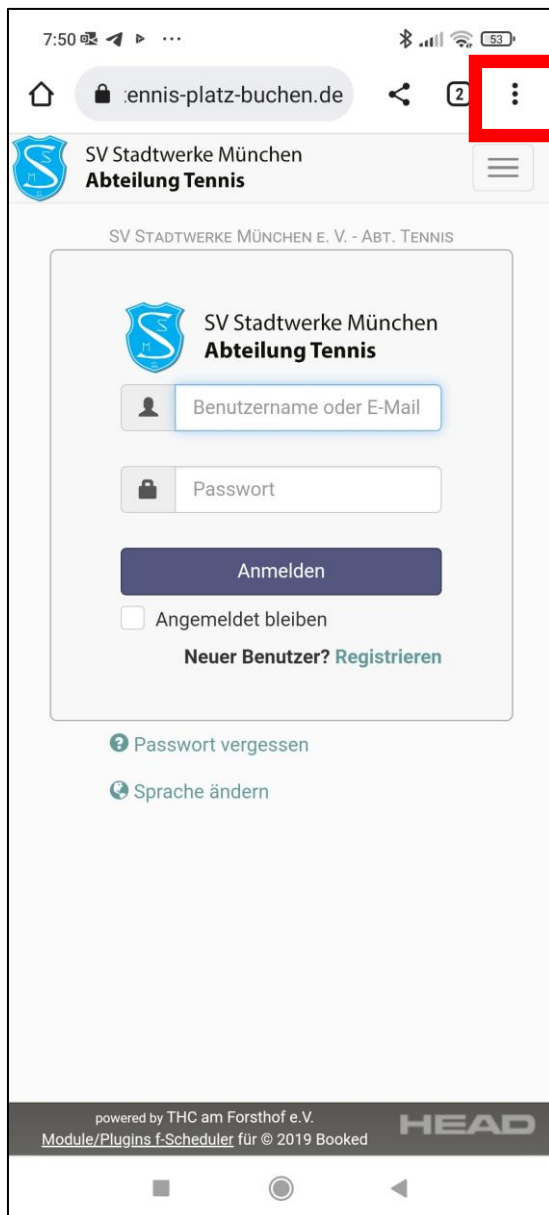 7:50
53
:ennis-platz-buchen.de
2
SV Stadtwerke München
Abteilung Tennis
SV STADTWERKE MÜNCHEN E. V. - ABT. TENNIS
S
S
M
SV Stadtwerke München
Abteilung Tennis
Benutzername oder E-Mail
Passwort
Anmelden
Angemeldet bleiben
Neuer Benutzer? Registrieren
Passwort vergessen
Sprache ändern
powered by THC am Forsthof e.V.
Module/Plugins f-Scheduler für © 2019 Booked
HEAD